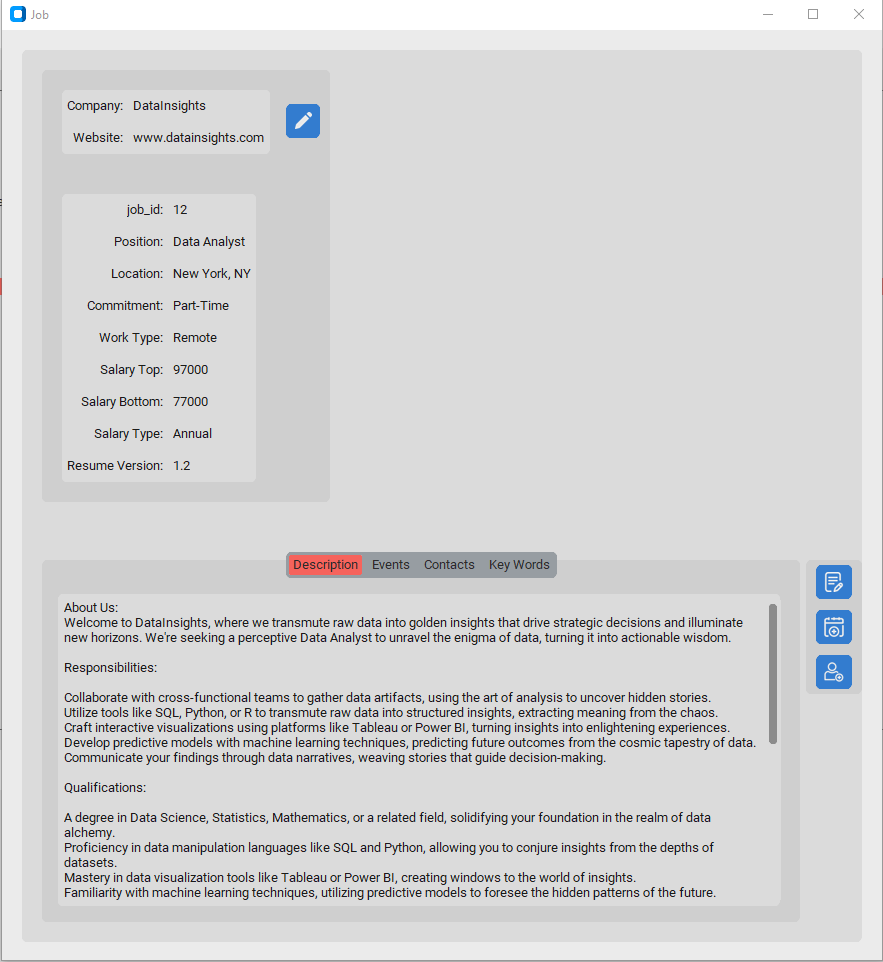 Job
Company: DataInsights
Website: www.datainsights.com
job_id: 12
Position: Data Analyst
Location: New York, NY
Commitment: Part-Time
Work Type: Remote
Salary Top: 97000
Salary Bottom: 77000
Salary Type: Annual
Resume Version: 1.2
Description Events Contacts Key Words
About Us:
Welcome to DataInsights, where we transmute raw data into golden insights that drive strategic decisions and illuminate
new horizons. We're seeking a perceptive Data Analyst to unravel the enigma of data, turning it into actionable wisdom.
Responsibilities:
Collaborate with cross-functional teams to gather data artifacts, using the art of analysis to uncover hidden stories.
Utilize tools like SQL, Python, or R to transmute raw data into structured insights, extracting meaning from the chaos.
Craft interactive visualizations using platforms like Tableau or Power BI, turning insights into enlightening experiences.
Develop predictive models with machine learning techniques, predicting future outcomes from the cosmic tapestry of data.
Communicate your findings through data narratives, weaving stories that guide decision-making.
Qualifications:
A degree in Data Science, Statistics, Mathematics, or a related field, solidifying your foundation in the realm of data
alchemy.
Proficiency in data manipulation languages like SQL and Python, allowing you to conjure insights from the depths of
datasets.
Mastery in data visualization tools like Tableau or Power BI, creating windows to the world of insights.
Familiarity with machine learning techniques, utilizing predictive models to foresee the hidden patterns of the future.